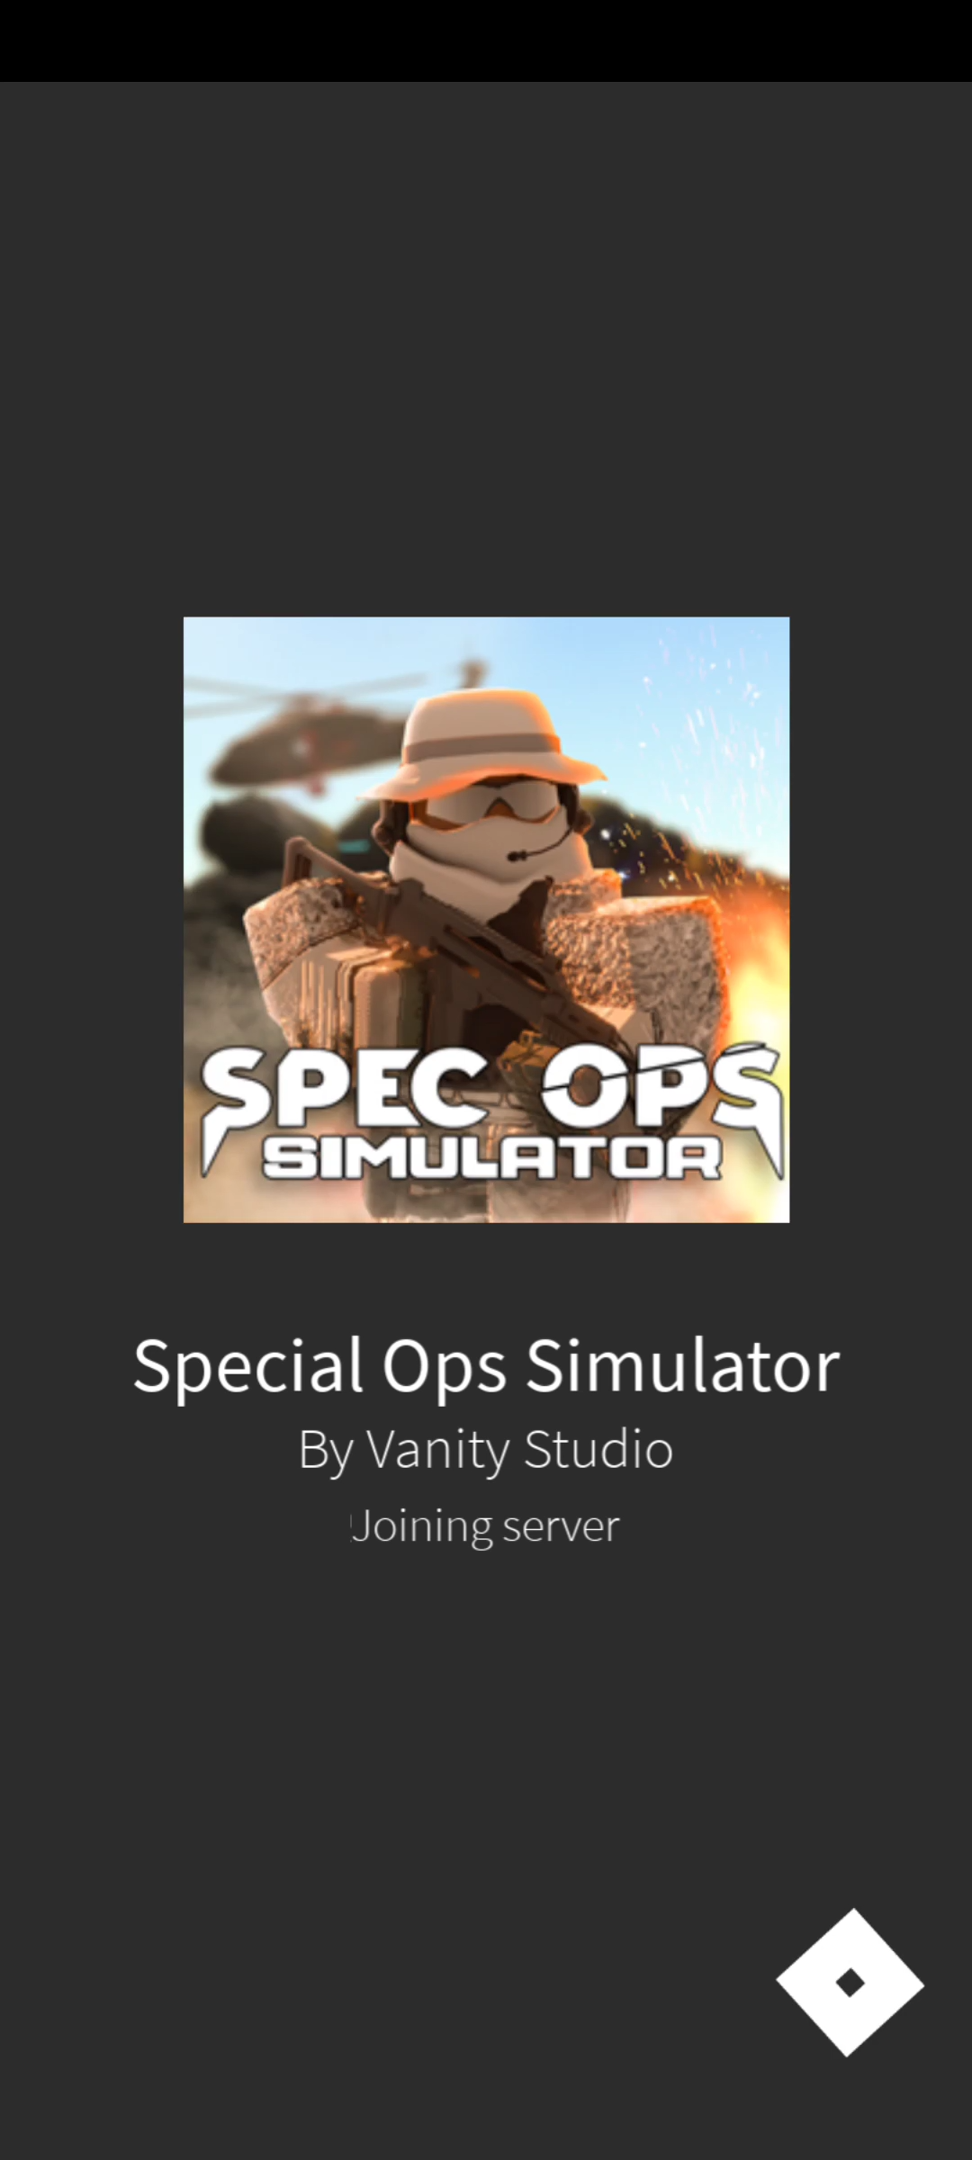 SPEC OPS
SIMULATOR
Special Ops Simulator
By Vanity Studio
Joining server